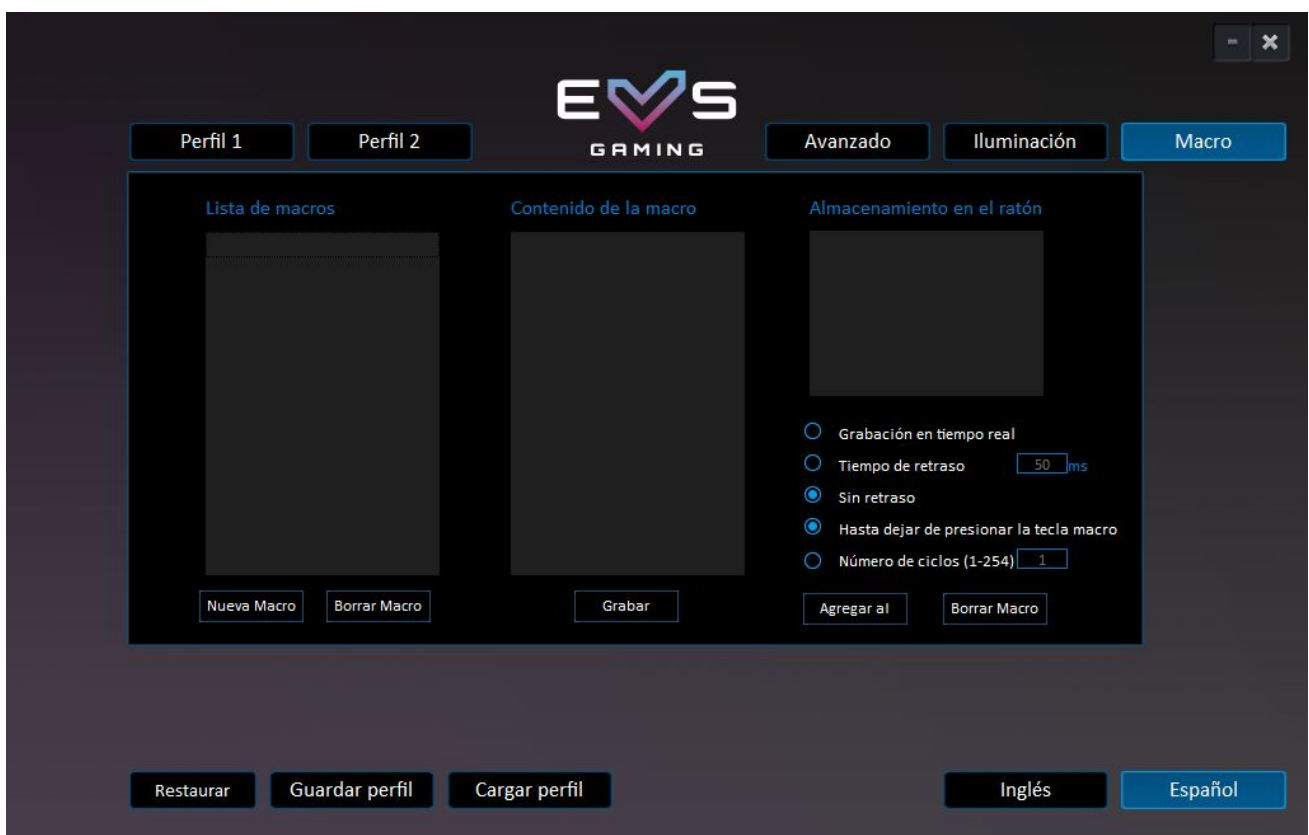 EVS
GAMING
Perfil 1
Perfil 2
Avanzado
Iluminación
Macro
Lista de macros
Contenido de la macro
Almacenamiento en el ratón
Grabación en tiempo real
Tiempo de retraso 50 ms
Sin retraso
Hasta dejar de presionar la tecla macro
Número de ciclos (1-254) 1
Nueva Macro
Borrar Macro
Grabar
Agregar al
Borrar Macro
Restaurar
Guardar perfil
Cargar perfil
Inglés
Español